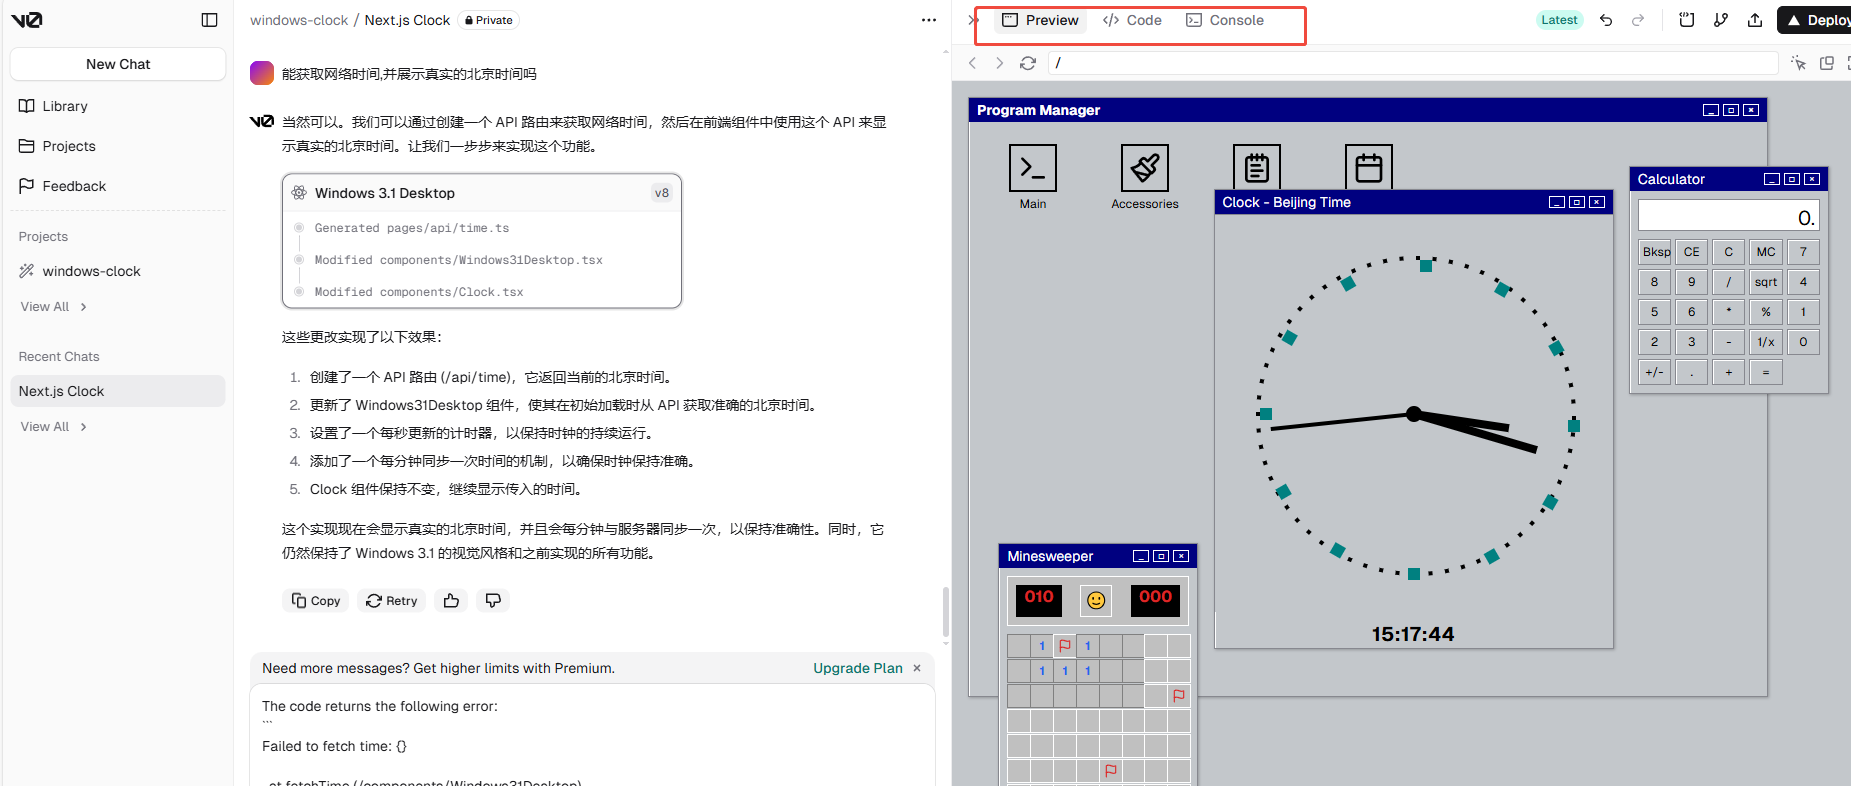 v0
New Chat
Library
Projects
Feedback
Projects
windows-clock
View All
Recent Chats
Next.js Clock
View All
windows-clock / Next.js Clock Private
能获取网络时间,并展示真实的北京时间吗
v0 当然可以。我们可以通过创建一个 API 路由来获取网络时间，然后在前端组件中使用这个 API 来显
示真实的北京时间。让我们一步步来实现这个功能。
Windows 3.1 Desktop v8
Generated pages/api/time.ts
Modified components/Windows31Desktop.tsx
Modified components/Clock.tsx
这些更改实现了以下效果：
1. 创建了一个 API 路由 (/api/time)，它返回当前的北京时间。
2. 更新了 Windows31Desktop 组件，使其在初始加载时从 API 获取准确的北京时间。
3. 设置了一个每秒更新的计时器，以保持时钟的持续运行。
4. 添加了一个每分钟同步一次时间的机制，以确保时钟保持准确。
5. Clock 组件保持不变，继续显示传入的时间。
这个实现现在会显示真实的北京时间，并且会每分钟与服务器同步一次，以保持准确性。同时，它
仍然保持了 Windows 3.1 的视觉风格和之前实现的所有功能。
Copy Retry
Need more messages? Get higher limits with Premium. Upgrade Plan ×
The code returns the following error:
```
Failed to fetch time: {}
at fetchTime (/components/Windows31Desktop)
Preview Code Console
Latest Deploy
/
Program Manager
Main
Accessories
Clock - Beijing Time
15:17:44
Calculator
0.
Bksp CE C MC 7
8 9 / sqrt 4
5 6 * % 1
2 3 - 1/x 0
+/- . + =
Minesweeper
010 000
1 1
1 1 1